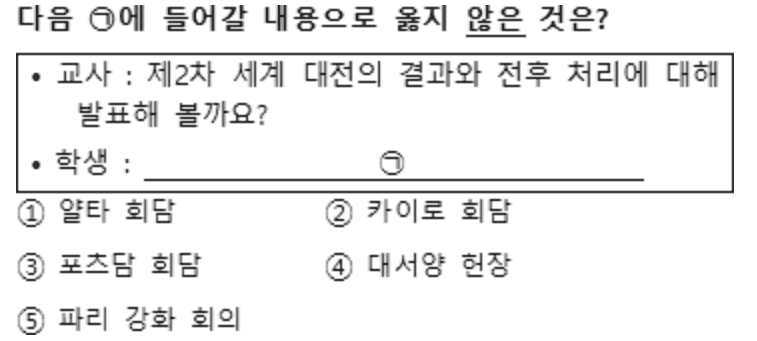 다음 ㉠에 들어갈 내용으로 옳지 않은 것은?
• 교사 : 제2차 세계 대전의 결과와 전후 처리에 대해
발표해 볼까요?
• 학생 : ㉠
① 얄타 회담 ② 카이로 회담
③ 포츠담 회담 ④ 대서양 헌장
⑤ 파리 강화 회의